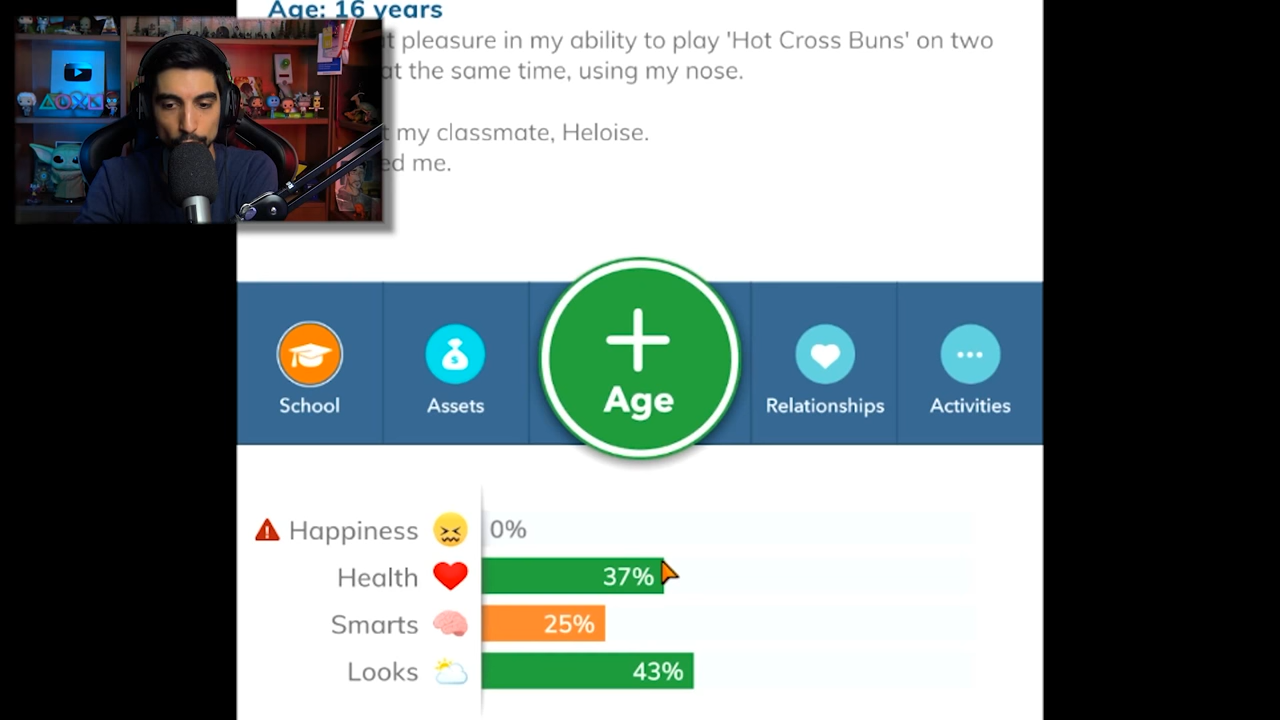 Age: 16 years
pleasure in my ability to play 'Hot Cross Buns' on two
at the same time, using my nose.
my classmate, Heloise.
me.
+
Age
School
Assets
Relationships
Activities
Happiness 0%
Health 37%
Smarts 25%
Looks 43%